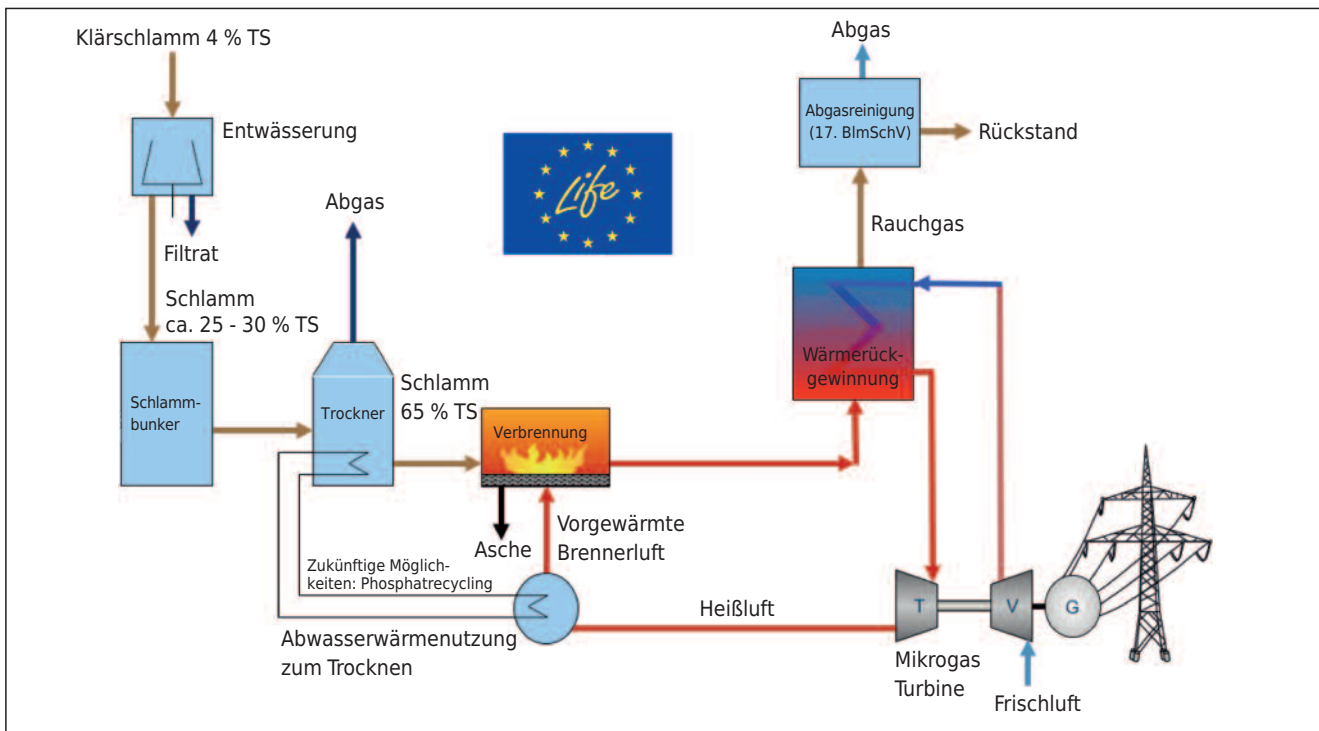 Klärschlamm 4 % TS
Entwässerung
Filtrat
Schlamm
ca. 25 - 30 % TS
Schlamm-
bunker
Abgas
Trockner
Schlamm
65 % TS
Verbrennung
Asche
Vorgewärmte
Brennerluft
Zukünftige Möglich-
keiten: Phosphatrecycling
Abwasserwärmenutzung
zum Trocknen
Life
Abgas
Abgasreinigung
(17. BImSchV)
Rückstand
Rauchgas
Wärmerück-
gewinnung
Heißluft
T
V
G
Mikrogas
Turbine
Frischluft